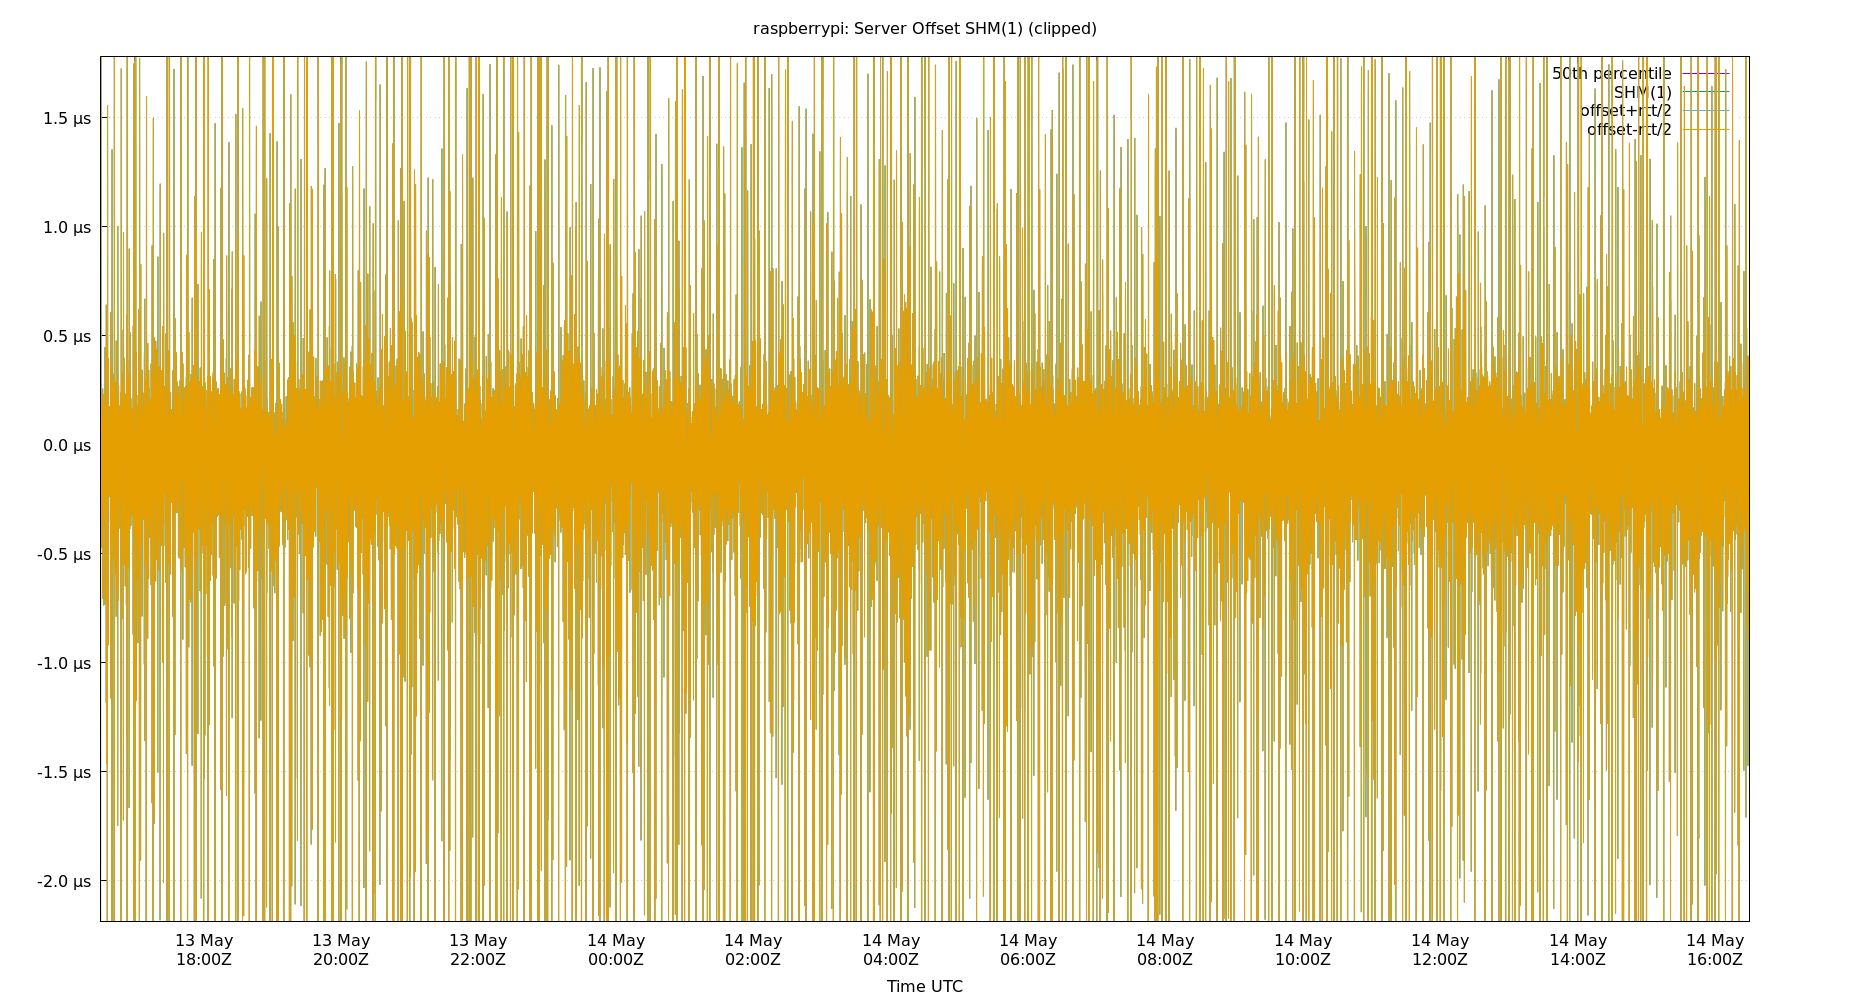 raspberrypi: Server Offset SHM(1) (clipped)
50th percentile
SHM(1)
offset+rtt/2
offset-rtt/2
1.5 µs
1.0 µs
0.5 µs
0.0 µs
-0.5 µs
-1.0 µs
-1.5 µs
-2.0 µs
13 May 13 May 13 May 14 May 14 May 14 May 14 May 14 May 14 May 14 May 14 May 14 May
18:00Z 20:00Z 22:00Z 00:00Z 02:00Z 04:00Z 06:00Z 08:00Z 10:00Z 12:00Z 14:00Z 16:00Z
Time UTC